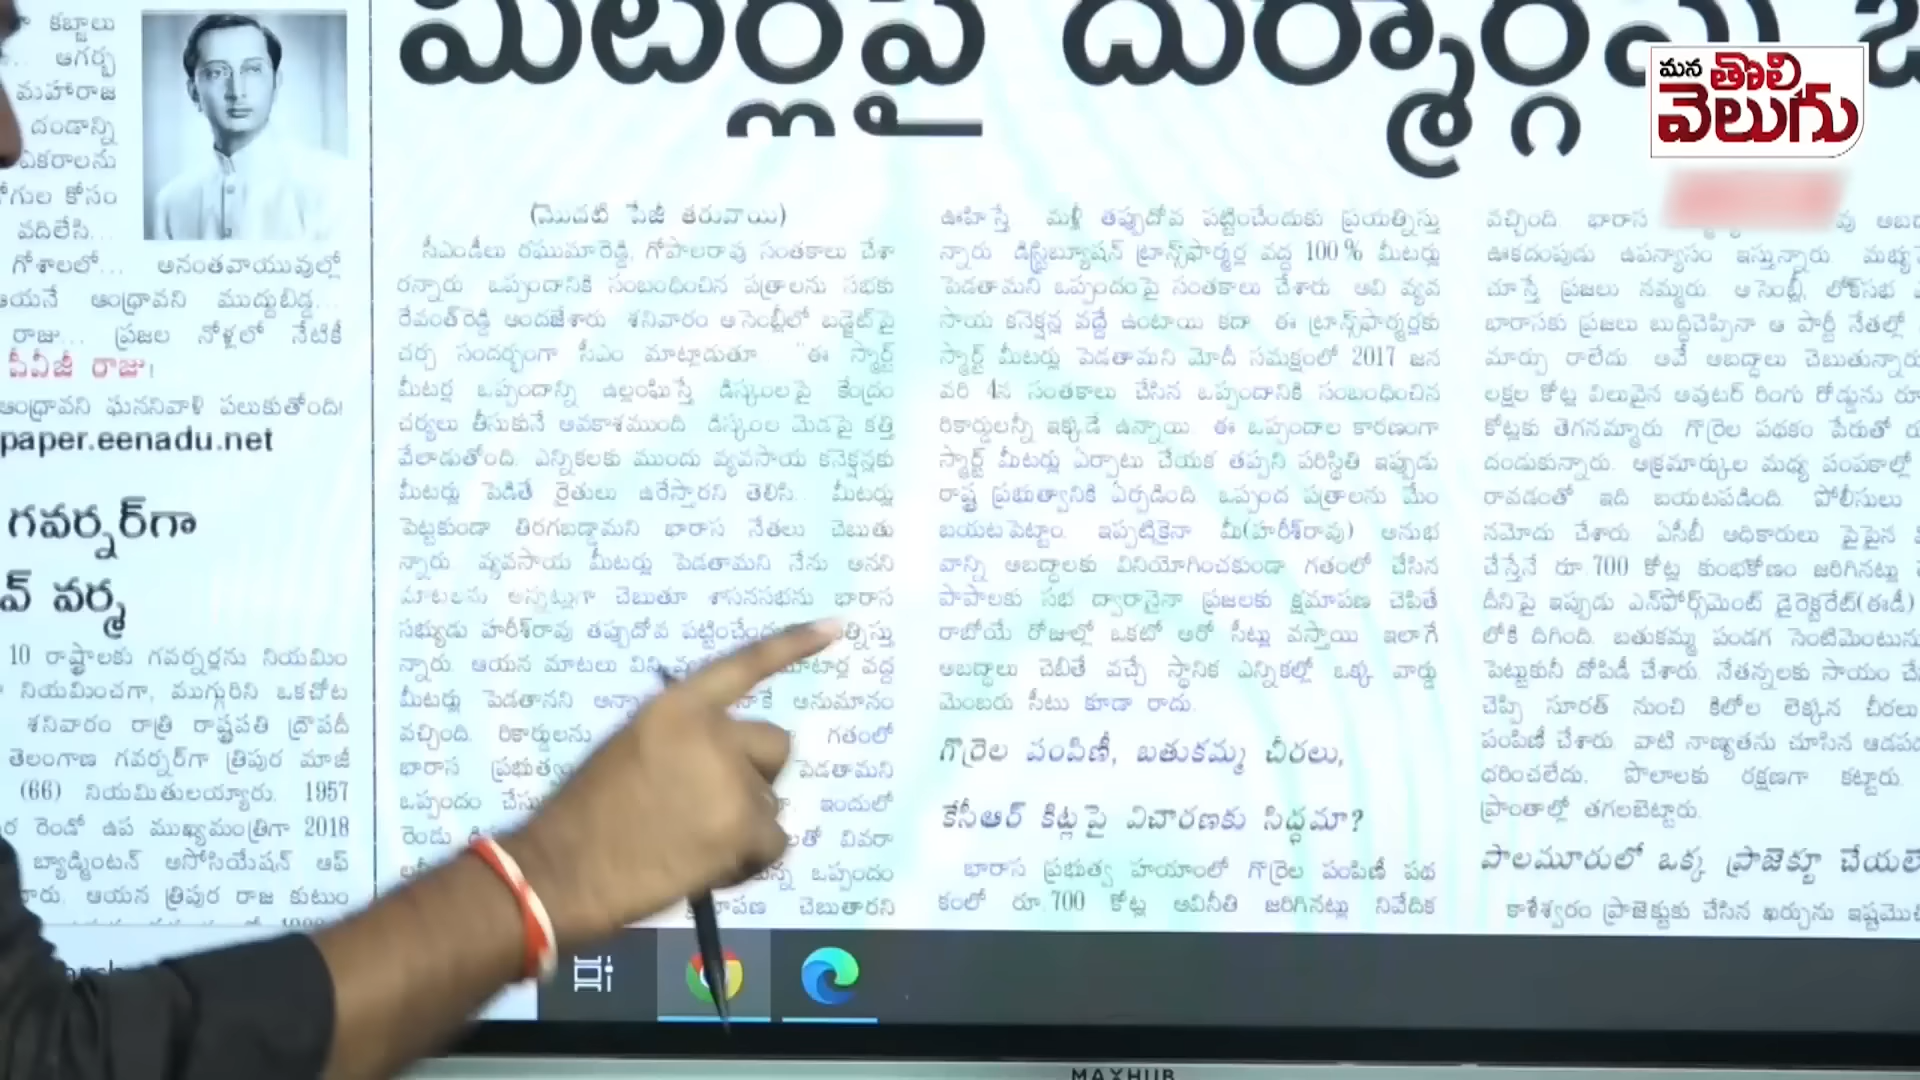 కబ్జాలు
ఆగర్భ
మహారాజ
దండాన్ని
ఎకరాలను
కోసం
వదిలేసి...
గోశాలలో... అనంతవాయువుల్లో
ఆయనే ఆంధ్రావని ముద్దుబిడ్డ...
రాజు... ప్రజల నోళ్లలో నేటికీ
పీవీజీ రాజు!
ఆంధ్రావని ఘననివాళి పలుకుతోంది!
paper.eenadu.net
గవర్నర్‌గా
వ్ వర్మ
10 రాష్ట్రాలకు గవర్నర్లను నియమిం
నియమించగా, ముగ్గురిని ఒకచోట
శనివారం రాత్రి రాష్ట్రపతి ద్రౌపదీ
తెలంగాణ గవర్నర్‌గా త్రిపుర మాజీ
(66) నియమితులయ్యారు. 1957
రెండో ఉప ముఖ్యమంత్రిగా 2018
బ్యాడ్మింటన్ అసోసియేషన్ ఆఫ్
ఆయన త్రిపుర రాజ కుటుం
మీటర్లపై
(మొదటి పేజీ తరువాయి)
సీఎండీలు రఘుమారెడ్డి, గోపాలరావు సంతకాలు చేశా
రన్నారు. ఒప్పందానికి సంబంధించిన పత్రాలను సభకు
రేవంత్‌రెడ్డి అందజేశారు. శనివారం అసెంబ్లీలో బడ్జెట్‌పై
చర్చ సందర్భంగా సీఎం మాట్లాడుతూ.. "ఈ స్మార్ట్
మీటర్ల ఒప్పందాన్ని ఉల్లంఘిస్తే డిస్కంలపై కేంద్రం
చర్యలు తీసుకునే అవకాశముంది. డిస్కంల మెడపై కత్తి
వేలాడుతోంది. ఎన్నికలకు ముందు వ్యవసాయ కనెక్షన్లకు
మీటర్లు పెడితే రైతులు ఉరేస్తారని తెలిసి.. మీటర్లు
పెట్టకుండా తిరగబడ్డామని భారాస నేతలు చెబుతు
న్నారు. వ్యవసాయ మీటర్లు పెడతామని నేను అనని
మాటలను అన్నట్లుగా చెబుతూ శాసనసభను భారాస
సభ్యుడు హరీశ్‌రావు తప్పుదోవ
న్నారు. ఆయన మాటలు విని మోటార్ల వద్ద
మీటర్లు పెడతానని నాకే అనుమానం
వచ్చింది. రికార్డులను గతంలో
భారాస ప్రభుత్వం పెడతామని
ఒప్పందం ఇందులో
రెండు వివరా
ఒప్పందం
చెబుతారని
ఊహిస్తే మళ్లీ తప్పుదోవ పట్టించేందుకు ప్రయత్నిస్తు
న్నారు. డిస్ట్రిబ్యూషన్ ట్రాన్స్‌ఫార్మర్ల వద్ద 100% మీటర్లు
పెడతామని ఒప్పందంపై సంతకాలు చేశారు. అవి వ్యవ
సాయ కనెక్షన్ల వద్దే ఉంటాయి కదా. ఈ ట్రాన్స్‌ఫార్మర్లకు
స్మార్ట్ మీటర్లు పెడతామని మోదీ సమక్షంలో 2017 జన
వరి 4న సంతకాలు చేసిన ఒప్పందానికి సంబంధించిన
రికార్డులన్నీ ఇక్కడే ఉన్నాయి. ఈ ఒప్పందాల కారణంగా
స్మార్ట్ మీటర్లు ఏర్పాటు చేయక తప్పని పరిస్థితి ఇప్పుడు
రాష్ట్ర ప్రభుత్వానికి ఏర్పడింది. ఒప్పంద పత్రాలను మేం
బయటపెట్టాం. ఇప్పటికైనా మీ(హరీశ్‌రావు) అనుభ
వాన్ని అబద్ధాలకు వినియోగించకుండా గతంలో చేసిన
పాపాలకు సభ ద్వారానైనా ప్రజలకు క్షమాపణ చెపితే
రాబోయే రోజుల్లో ఒకటో అరో సీట్లు వస్తాయి. ఇలాగే
అబద్ధాలు చెబితే వచ్చే స్థానిక ఎన్నికల్లో ఒక్క వార్డు
మెంబరు సీటు కూడా రాదు.
గొర్రెల పంపిణీ, బతుకమ్మ చీరలు,
కేసీఆర్ కిట్లపై విచారణకు సిద్ధమా?
భారాస ప్రభుత్వ హయాంలో గొర్రెల పంపిణీ పథ
కంలో రూ.700 కోట్ల అవినీతి జరిగినట్లు నివేదిక
వచ్చింది. భారాస
ఊకదంపుడు ఉపన్యాసం ఇస్తున్నారు.
చూస్తే ప్రజలు నమ్మరు. అసెంబ్లీ, లోక్‌సభ
భారాసకు ప్రజలు బుద్ధిచెప్పినా ఆ పార్టీ నేతల్లో
మార్పు రాలేదు. అవే అబద్ధాలు చెబుతున్నారు
లక్షల కోట్ల విలువైన అవుటర్ రింగు రోడ్డును
కోట్లకు తెగనమ్మారు. గొర్రెల పథకం పేరుతో
దండుకున్నారు. అక్రమార్కుల మధ్య పంపకాల్లో
రావడంతో ఇది బయటపడింది. పోలీసులు
నమోదు చేశారు. ఏసీబీ అధికారులు పైపైన
చేస్తేనే రూ.700 కోట్ల కుంభకోణం జరిగినట్లు
దీనిపై ఇప్పుడు ఎన్‌ఫోర్స్‌మెంట్ డైరెక్టరేట్(ఈడీ)
లోకి దిగింది. బతుకమ్మ పండగ సెంటిమెంటును
పెట్టుకునీ దోపిడీ చేశారు. నేతన్నలకు సాయం
చెప్పి సూరత్ నుంచి కిలోల లెక్కన చీరలు
పంపిణీ చేశారు. వాటి నాణ్యతను చూసిన
ధరించలేదు. పొలాలకు రక్షణగా కట్టారు.
ప్రాంతాల్లో తగలబెట్టారు.
పాలమూరులో ఒక్క ప్రాజెక్టూ
కాళేశ్వరం ప్రాజెక్టుకు చేసిన ఖర్చును
మన
తొలి
వెలుగు
MAXHUB